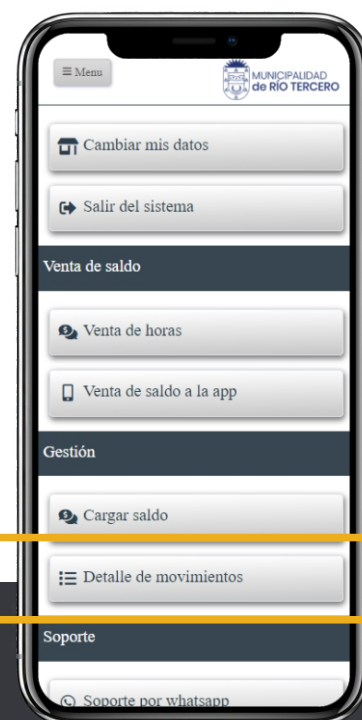 Menu
MUNICIPALIDAD
de RÍO TERCERO
Cambiar mis datos
Salir del sistema
Venta de saldo
Venta de horas
Venta de saldo a la app
Gestión
Cargar saldo
Detalle de movimientos
Soporte
Soporte por whatsapp